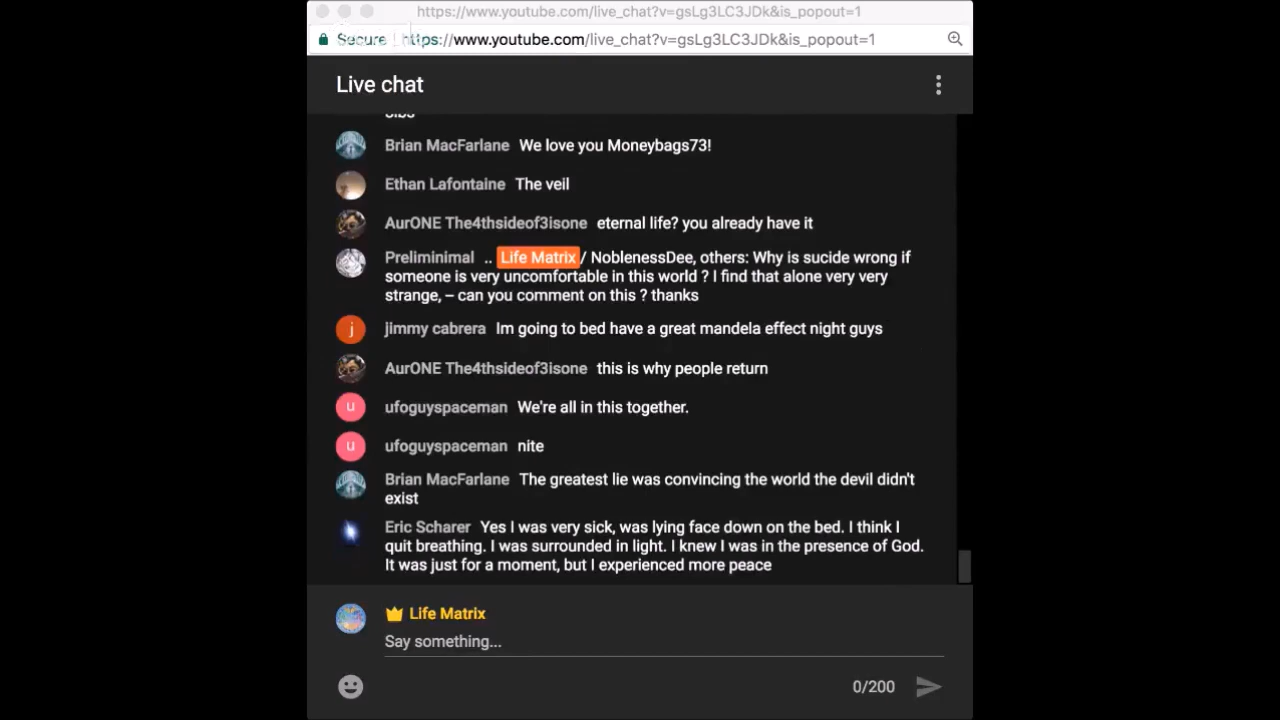 https://www.youtube.com/live_chat?v=gsLg3LC3JDk&is_popout=1
Secure https://www.youtube.com/live_chat?v=gsLg3LC3JDk&is_popout=1
Live chat
Brian MacFarlane We love you Moneybags73!
Ethan Lafontaine The veil
AurONE The4thsideof3isone eternal life? you already have it
Preliminimal .. Life Matrix / NoblenessDee, others: Why is sucide wrong if
someone is very uncomfortable in this world ? I find that alone very very
strange, – can you comment on this ? thanks
j jimmy cabrera Im going to bed have a great mandela effect night guys
AurONE The4thsideof3isone this is why people return
u ufoguyspaceman We're all in this together.
u ufoguyspaceman nite
Brian MacFarlane The greatest lie was convincing the world the devil didn't
exist
Eric Scharer Yes I was very sick, was lying face down on the bed. I think I
quit breathing. I was surrounded in light. I knew I was in the presence of God.
It was just for a moment, but I experienced more peace
Life Matrix
Say something...
0/200